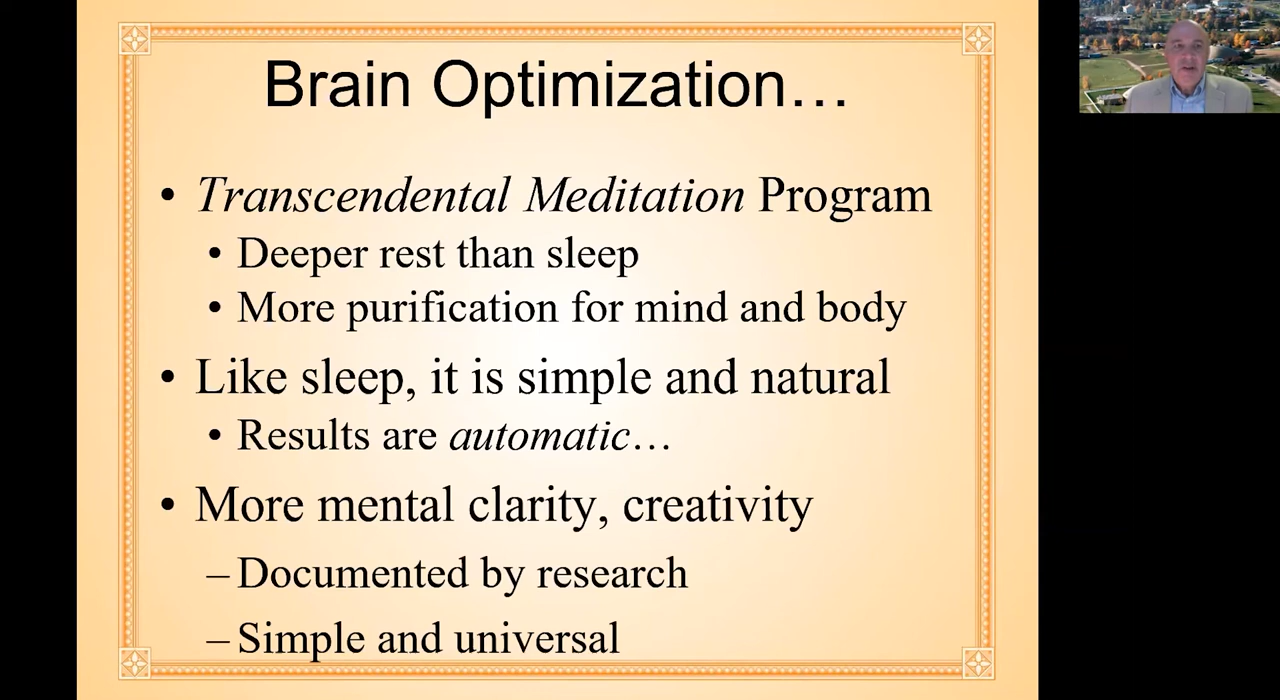 Brain Optimization…
• Transcendental Meditation Program
• Deeper rest than sleep
• More purification for mind and body
• Like sleep, it is simple and natural
• Results are automatic…
• More mental clarity, creativity
– Documented by research
– Simple and universal